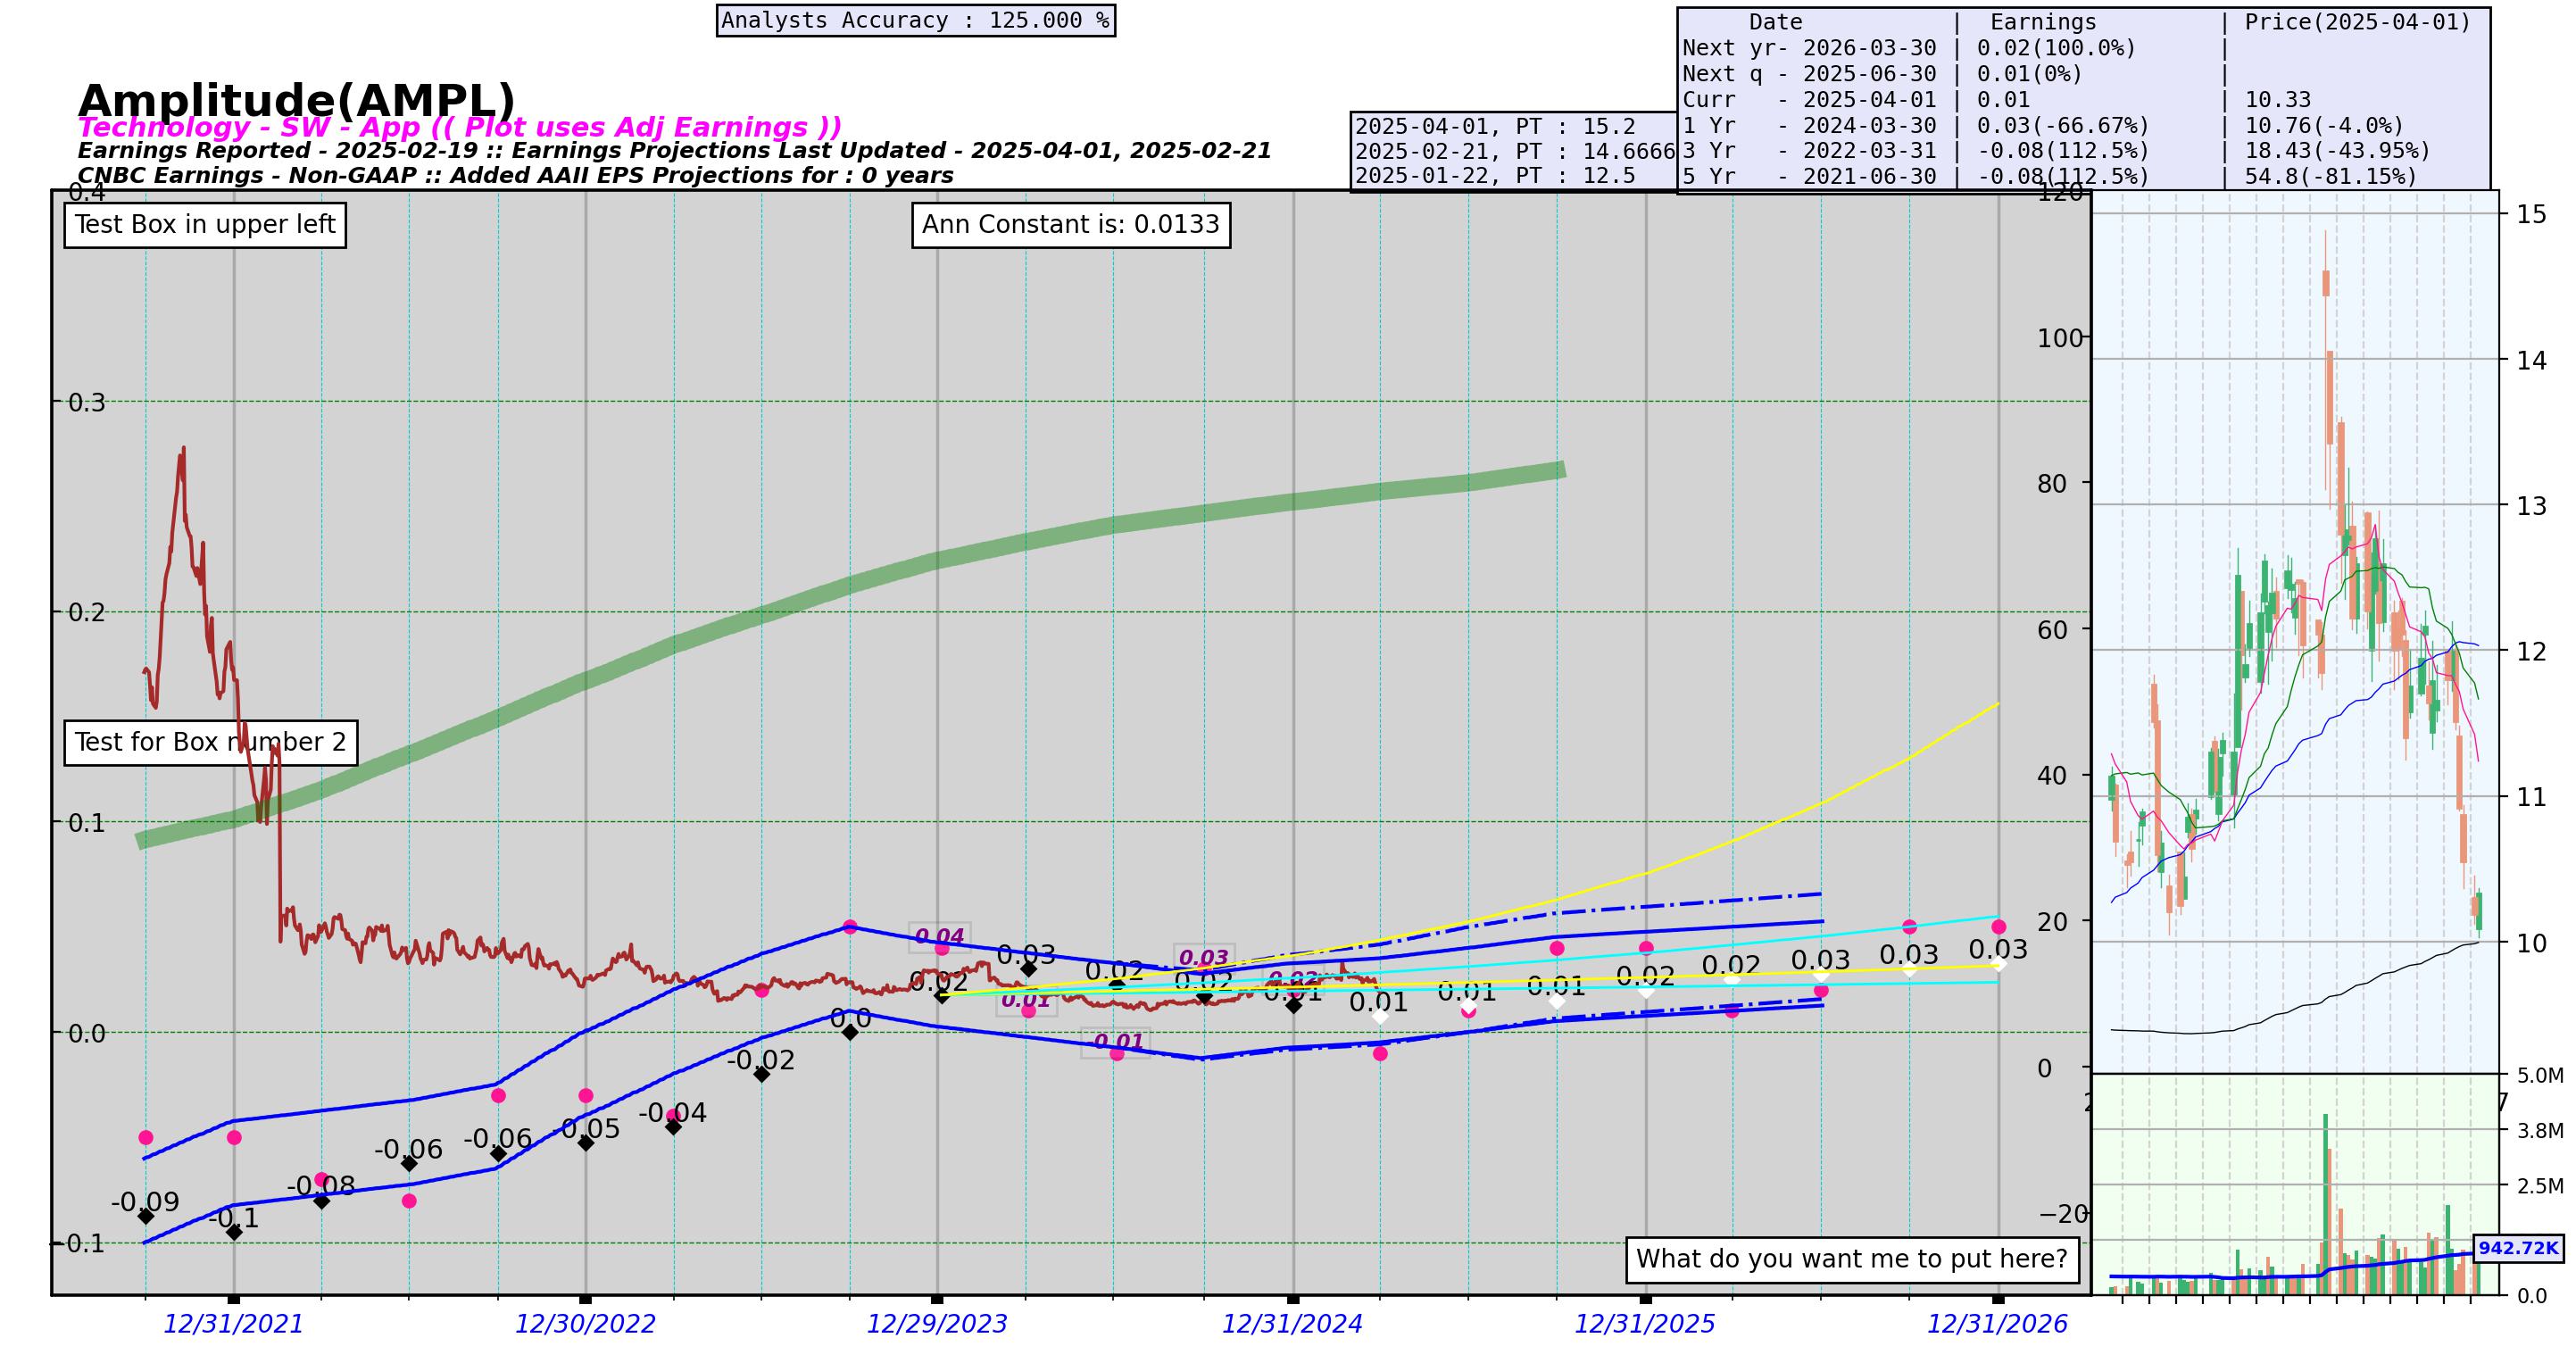 Analysts Accuracy : 125.000 %
Date | Earnings | Price(2025-04-01)
Next yr- 2026-03-30 | 0.02(100.0%) |
Next q - 2025-06-30 | 0.01(0%) |
Curr - 2025-04-01 | 0.01 | 10.33
1 Yr - 2024-03-30 | 0.03(-66.67%) | 10.76(-4.0%)
3 Yr - 2022-03-31 | -0.08(112.5%) | 18.43(-43.95%)
5 Yr - 2021-06-30 | -0.08(112.5%) | 54.8(-81.15%)
Amplitude(AMPL)
Technology - SW - App (( Plot uses Adj Earnings ))
Earnings Reported - 2025-02-19 :: Earnings Projections Last Updated - 2025-04-01, 2025-02-21
CNBC Earnings - Non-GAAP :: Added AAII EPS Projections for : 0 years
2025-04-01, PT : 15.2
2025-02-21, PT : 14.6666
2025-01-22, PT : 12.5
Test Box in upper left
Ann Constant is: 0.0133
Test for Box number 2
What do you want me to put here?
0.4
0.3
0.2
0.1
0.0
−0.1
120
100
80
60
40
20
0
−20
15
14
13
12
11
10
5.0M
3.8M
2.5M
942.72K
0.0
-0.09
-0.1
-0.08
-0.06
-0.06
-0.05
-0.04
-0.02
0.0
0.02
0.03
0.02
0.02
0.01
0.01
0.01
0.01
0.02
0.02
0.03
0.03
0.03
0.04
0.01
-0.01
0.03
0.02
12/31/2021
12/30/2022
12/29/2023
12/31/2024
12/31/2025
12/31/2026